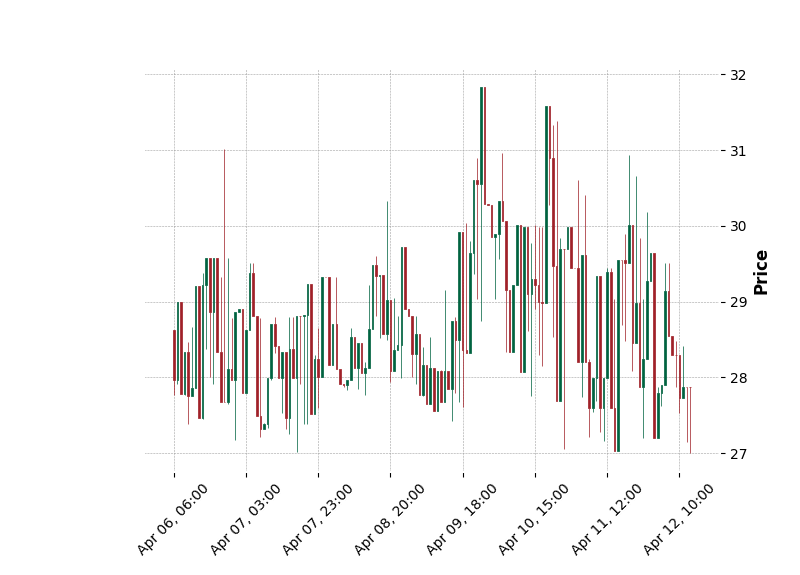 32
31
30
29
28
27
Price
Apr 06, 06:00
Apr 07, 03:00
Apr 07, 23:00
Apr 08, 20:00
Apr 09, 18:00
Apr 10, 15:00
Apr 11, 12:00
Apr 12, 10:00